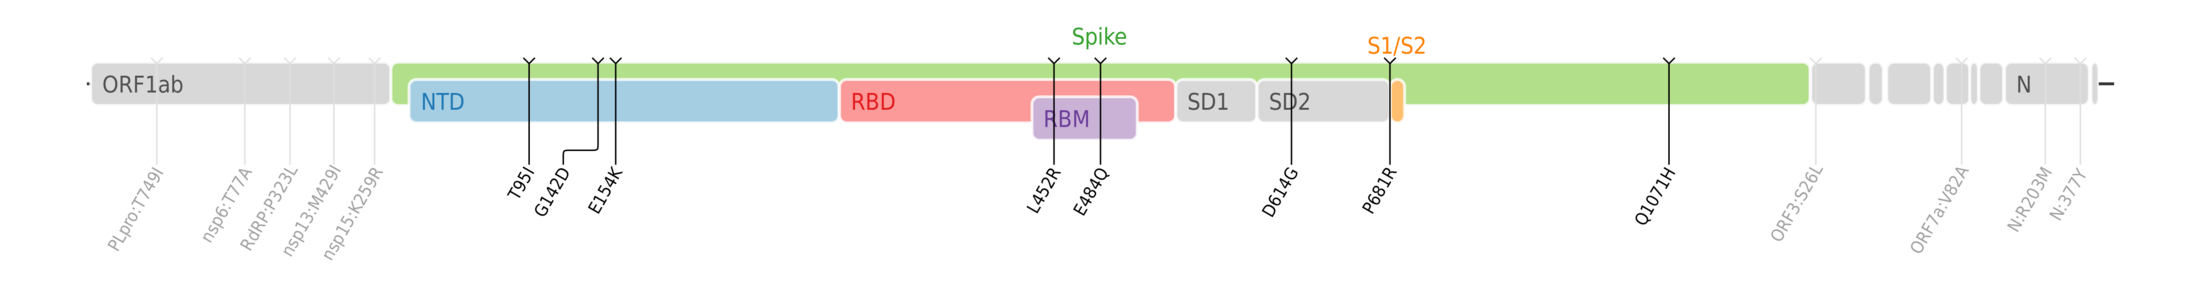 Spike
S1/S2
ORF1ab
NTD
RBD
RBM
SD1
SD2
N
PLpro:T749I
nsp6:T77A
RdRP:P323L
nsp13:M429I
nsp15:K259R
T95I
G142D
E154K
L452R
E484Q
D614G
P681R
Q1071H
ORF3:S26L
ORF7a:V82A
N:R203M
N:377Y